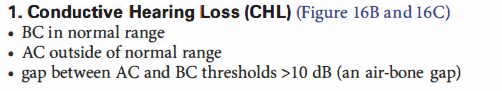 1. Conductive Hearing Loss (CHL) (Figure 16B and 16C)
• BC in normal range
• AC outside of normal range
• gap between AC and BC thresholds >10 dB (an air-bone gap)